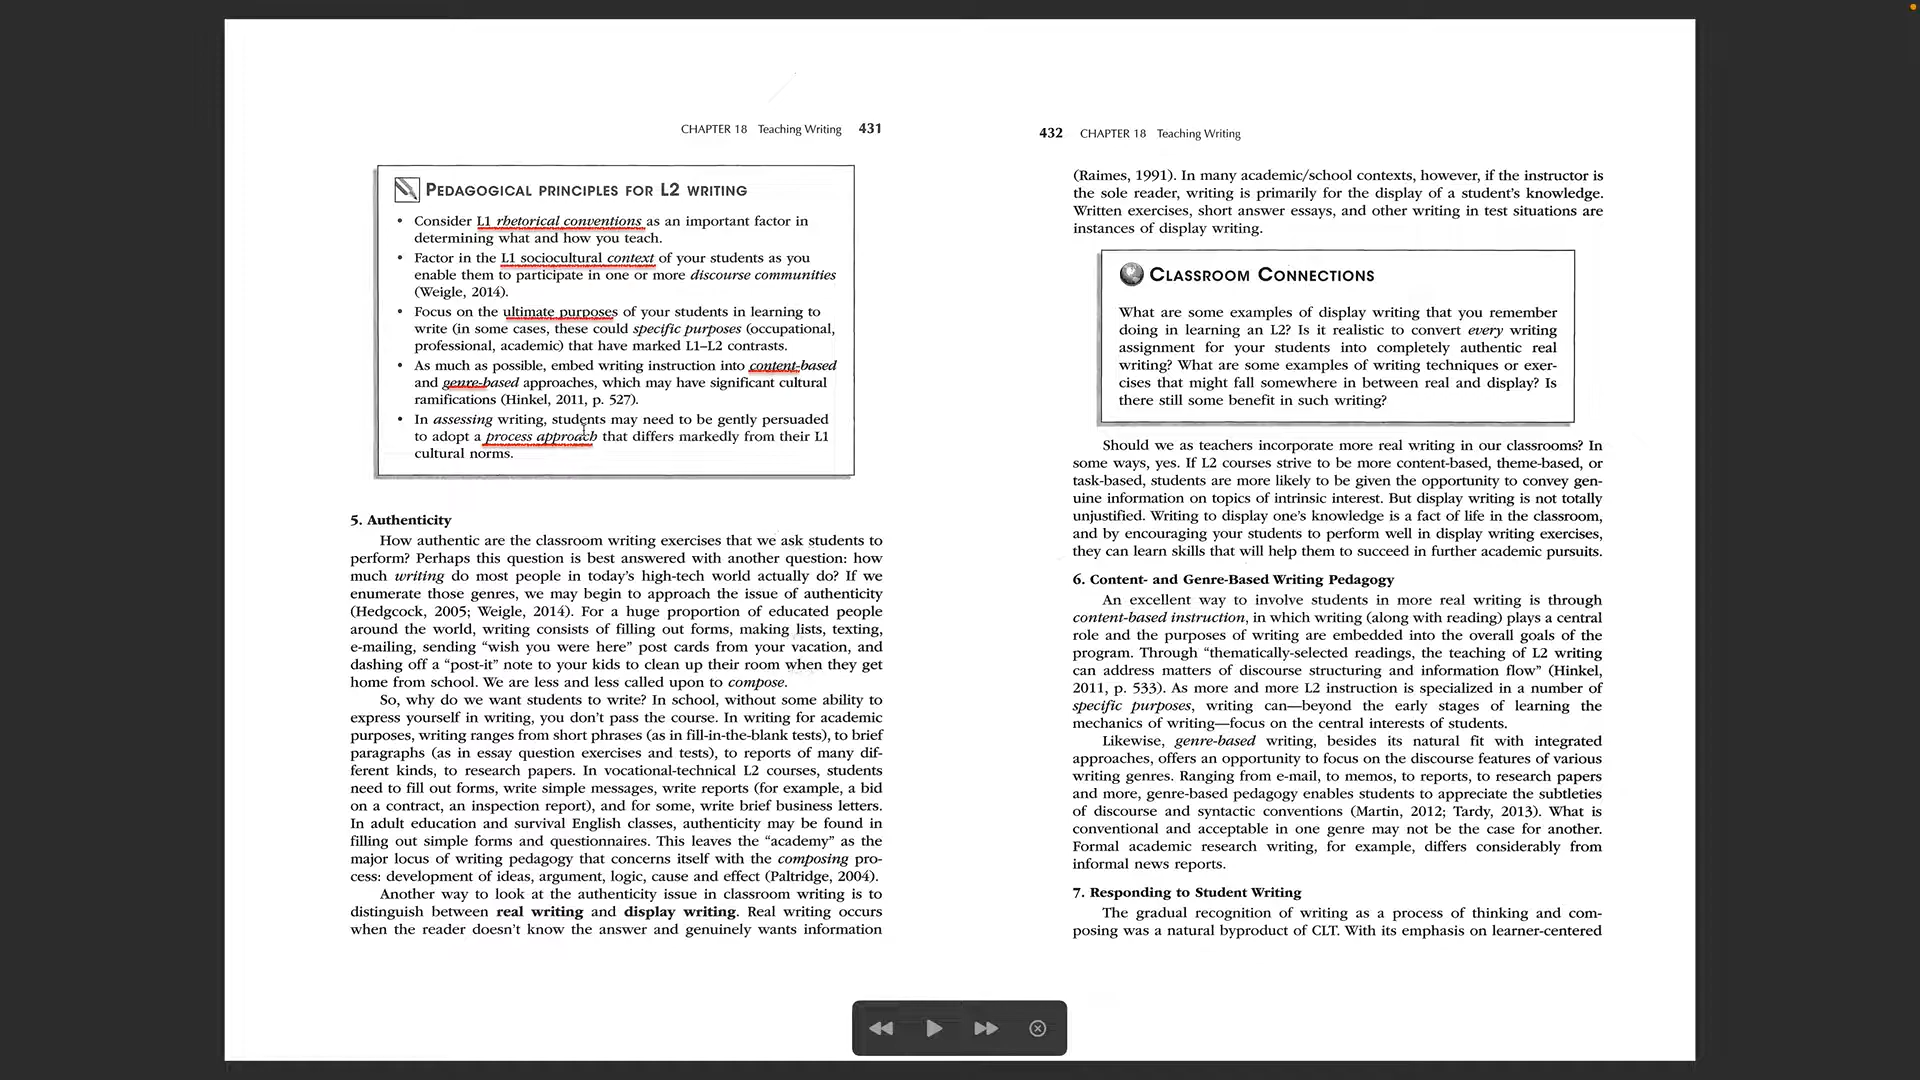 CHAPTER 18 Teaching Writing 431
PEDAGOGICAL PRINCIPLES FOR L2 WRITING
• Consider L1 rhetorical conventions as an important factor in
determining what and how you teach.
• Factor in the L1 sociocultural context of your students as you
enable them to participate in one or more discourse communities
(Weigle, 2014).
• Focus on the ultimate purposes of your students in learning to
write (in some cases, these could specific purposes (occupational,
professional, academic) that have marked L1–L2 contrasts.
• As much as possible, embed writing instruction into content-based
and genre-based approaches, which may have significant cultural
ramifications (Hinkel, 2011, p. 527).
• In assessing writing, students may need to be gently persuaded
to adopt a process approach that differs markedly from their L1
cultural norms.
5. Authenticity
How authentic are the classroom writing exercises that we ask students to
perform? Perhaps this question is best answered with another question: how
much writing do most people in today's high-tech world actually do? If we
enumerate those genres, we may begin to approach the issue of authenticity
(Hedgcock, 2005; Weigle, 2014). For a huge proportion of educated people
around the world, writing consists of filling out forms, making lists, texting,
e-mailing, sending "wish you were here" post cards from your vacation, and
dashing off a "post-it" note to your kids to clean up their room when they get
home from school. We are less and less called upon to compose.
So, why do we want students to write? In school, without some ability to
express yourself in writing, you don't pass the course. In writing for academic
purposes, writing ranges from short phrases (as in fill-in-the-blank tests), to brief
paragraphs (as in essay question exercises and tests), to reports of many dif-
ferent kinds, to research papers. In vocational-technical L2 courses, students
need to fill out forms, write simple messages, write reports (for example, a bid
on a contract, an inspection report), and for some, write brief business letters.
In adult education and survival English classes, authenticity may be found in
filling out simple forms and questionnaires. This leaves the "academy" as the
major locus of writing pedagogy that concerns itself with the composing pro-
cess: development of ideas, argument, logic, cause and effect (Paltridge, 2004).
Another way to look at the authenticity issue in classroom writing is to
distinguish between real writing and display writing. Real writing occurs
when the reader doesn't know the answer and genuinely wants information
432 CHAPTER 18 Teaching Writing
(Raimes, 1991). In many academic/school contexts, however, if the instructor is
the sole reader, writing is primarily for the display of a student's knowledge.
Written exercises, short answer essays, and other writing in test situations are
instances of display writing.
CLASSROOM CONNECTIONS
What are some examples of display writing that you remember
doing in learning an L2? Is it realistic to convert every writing
assignment for your students into completely authentic real
writing? What are some examples of writing techniques or exer-
cises that might fall somewhere in between real and display? Is
there still some benefit in such writing?
Should we as teachers incorporate more real writing in our classrooms? In
some ways, yes. If L2 courses strive to be more content-based, theme-based, or
task-based, students are more likely to be given the opportunity to convey gen-
uine information on topics of intrinsic interest. But display writing is not totally
unjustified. Writing to display one's knowledge is a fact of life in the classroom,
and by encouraging your students to perform well in display writing exercises,
they can learn skills that will help them to succeed in further academic pursuits.
6. Content- and Genre-Based Writing Pedagogy
An excellent way to involve students in more real writing is through
content-based instruction, in which writing (along with reading) plays a central
role and the purposes of writing are embedded into the overall goals of the
program. Through "thematically-selected readings, the teaching of L2 writing
can address matters of discourse structuring and information flow" (Hinkel,
2011, p. 533). As more and more L2 instruction is specialized in a number of
specific purposes, writing can—beyond the early stages of learning the
mechanics of writing—focus on the central interests of students.
Likewise, genre-based writing, besides its natural fit with integrated
approaches, offers an opportunity to focus on the discourse features of various
writing genres. Ranging from e-mail, to memos, to reports, to research papers
and more, genre-based pedagogy enables students to appreciate the subtleties
of discourse and syntactic conventions (Martin, 2012; Tardy, 2013). What is
conventional and acceptable in one genre may not be the case for another.
Formal academic research writing, for example, differs considerably from
informal news reports.
7. Responding to Student Writing
The gradual recognition of writing as a process of thinking and com-
posing was a natural byproduct of CLT. With its emphasis on learner-centered